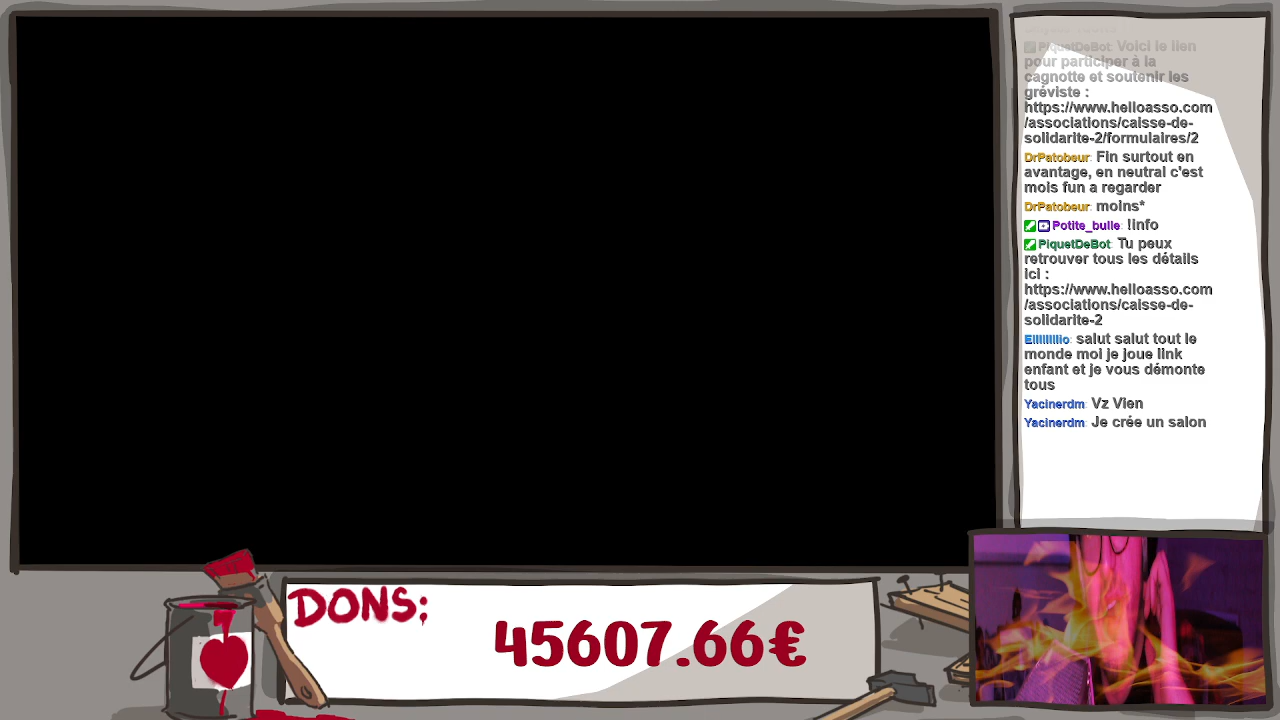 PiquetDeBot: Voici le lien
pour participer à la
cagnotte et soutenir les
gréviste :
https://www.helloasso.com
/associations/caisse-de-
solidarite-2/formulaires/2
DrPatobeur: Fin surtout en
avantage, en neutral c'est
mois fun a regarder
DrPatobeur: moins*
Potite_bulle: !Info
PiquetDeBot: Tu peux
retrouver tous les détails
ici :
https://www.helloasso.com
/associations/caisse-de-
solidarite-2
salut salut tout le
monde moi je joue link
enfant et je vous démonte
tous
Yacinerdm: Vz Vien
Yacinerdm: Je crée un salon
DONS:
45607.66€